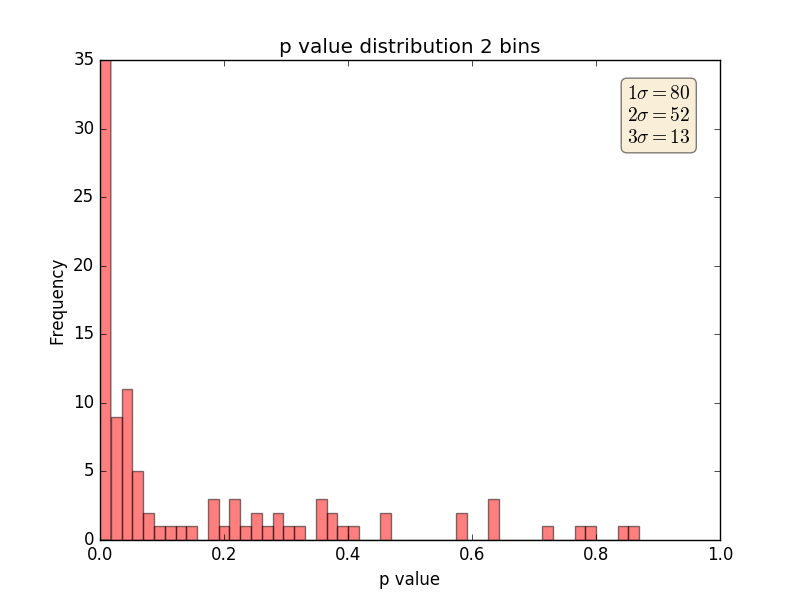 p value distribution 2 bins
1σ = 80
2σ = 52
3σ = 13
35
30
25
20
15
10
5
0
Frequency
0.0 0.2 0.4 0.6 0.8 1.0
p value